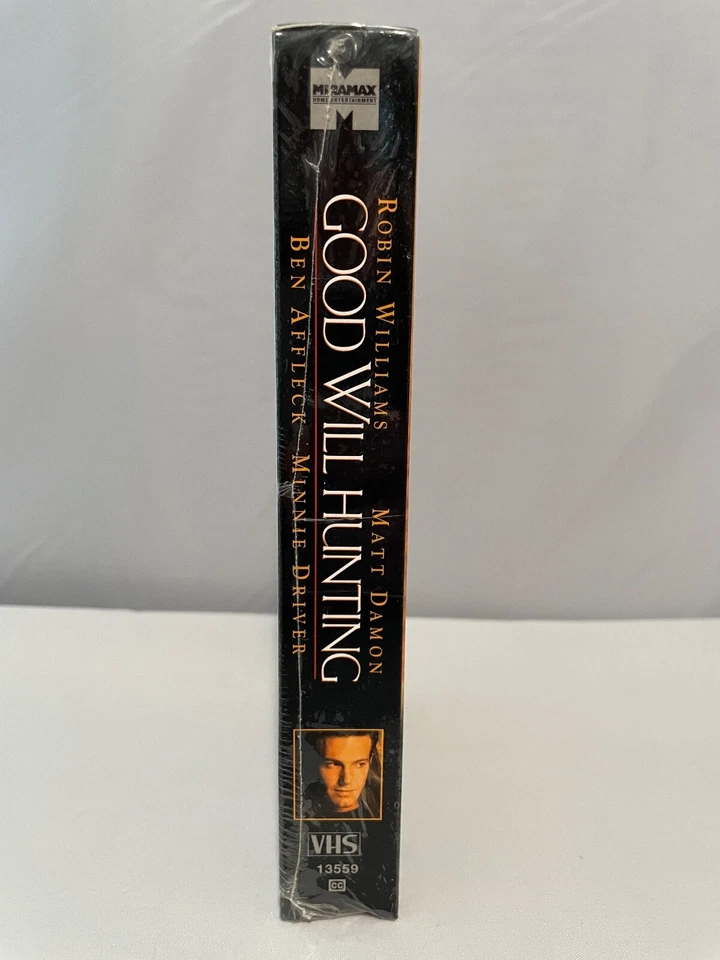 MIRAMAX
HOME ENTERTAINMENT
ROBIN WILLIAMS MATT DAMON
GOOD WILL HUNTING
BEN AFFLECK MINNIE DRIVER
VHS
13559
CC